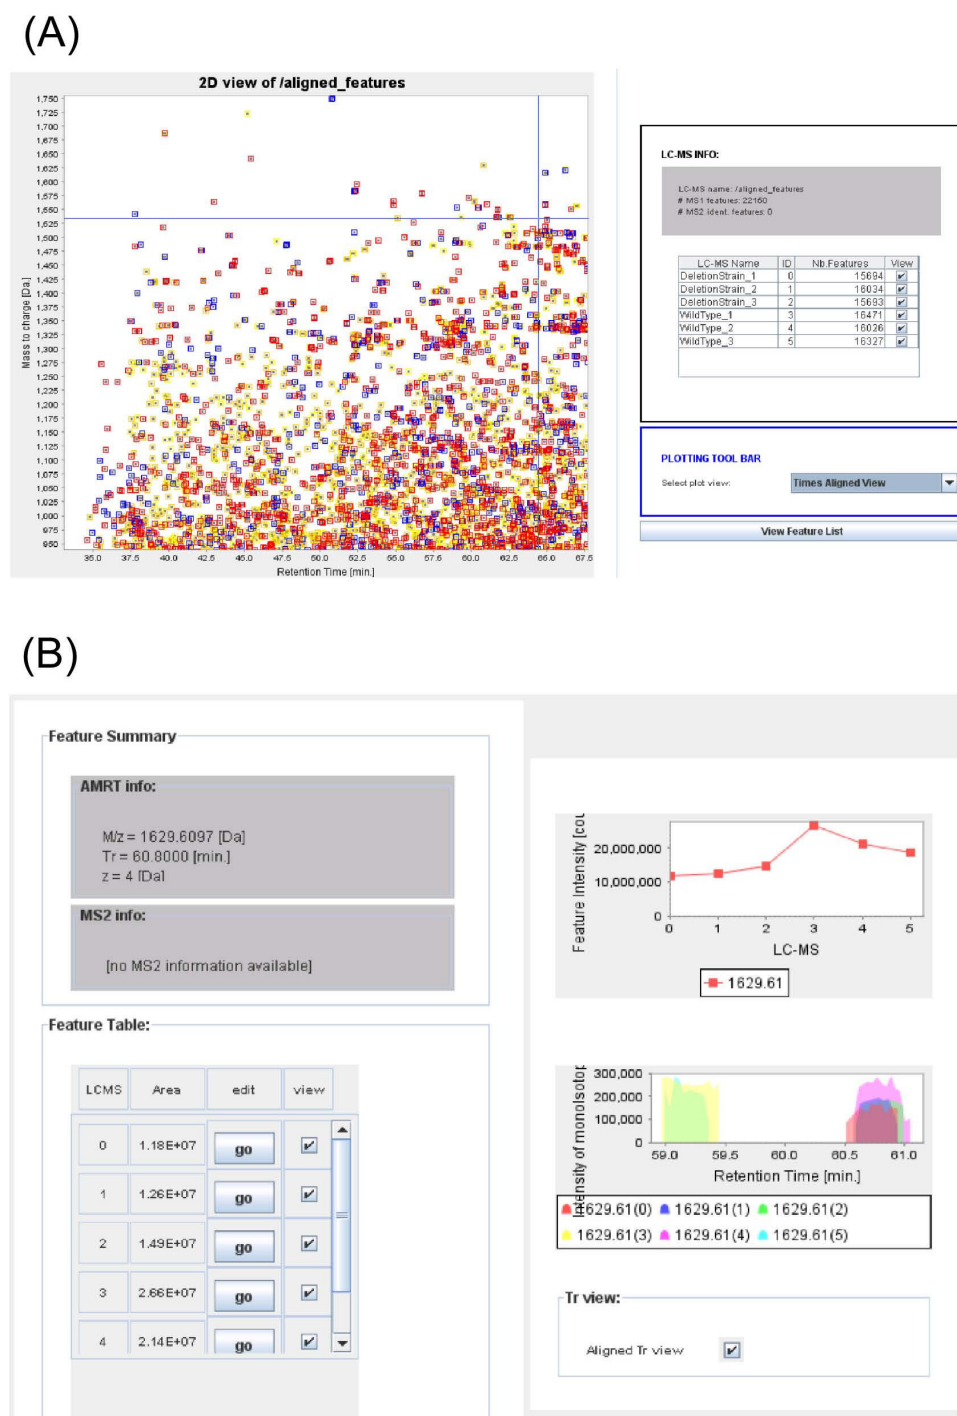 (A)
2D view of /aligned_features
1,750
1,725
1,700
1,675
1,650
1,625
1,600
1,575
1,550
1,525
1,500
1,475
1,450
1,425
1,400
1,375
1,350
1,325
1,300
1,275
1,250
1,225
1,200
1,175
1,150
1,125
1,100
1,075
1,050
1,025
1,000
975
950
Mass to charge [Da.]
35.0 37.5 40.0 42.5 45.0 47.5 50.0 52.5 55.0 57.5 60.0 62.5 65.0 67.5
Retention Time [min.]
LC-MS INFO:
LC-MS name: /aligned_features
# MS1 features: 22160
# MS2 Ident. features: 0
LC-MS Name ID Nb.Features View
DeletionStrain_1 0 15694
DeletionStrain_2 1 16034
DeletionStrain_3 2 15693
WildType_1 3 16471
WildType_2 4 16026
WildType_3 5 16327
PLOTTING TOOL BAR
Select plot view: Times Aligned View
View Feature List
(B)
Feature Summary
AMRT info:
M/z = 1629.6097 [Da]
Tr = 60.8000 [min.]
z = 4 [Da]
MS2 info:
[no MS2 information available]
Feature Table:
LCMS Area edit view
0 1.18E+07 go
1 1.26E+07 go
2 1.49E+07 go
3 2.66E+07 go
4 2.14E+07 go
Feature Intensity [cou
20,000,000
10,000,000
0
0 1 2 3 4 5
LC-MS
1629.61
Intensity of monoisotop
300,000
200,000
100,000
0
59.0 59.5 60.0 60.5 61.0
Retention Time [min.]
1629.61(0) 1629.61(1) 1629.61(2)
1629.61(3) 1629.61(4) 1629.61(5)
Tr view:
Aligned Tr view